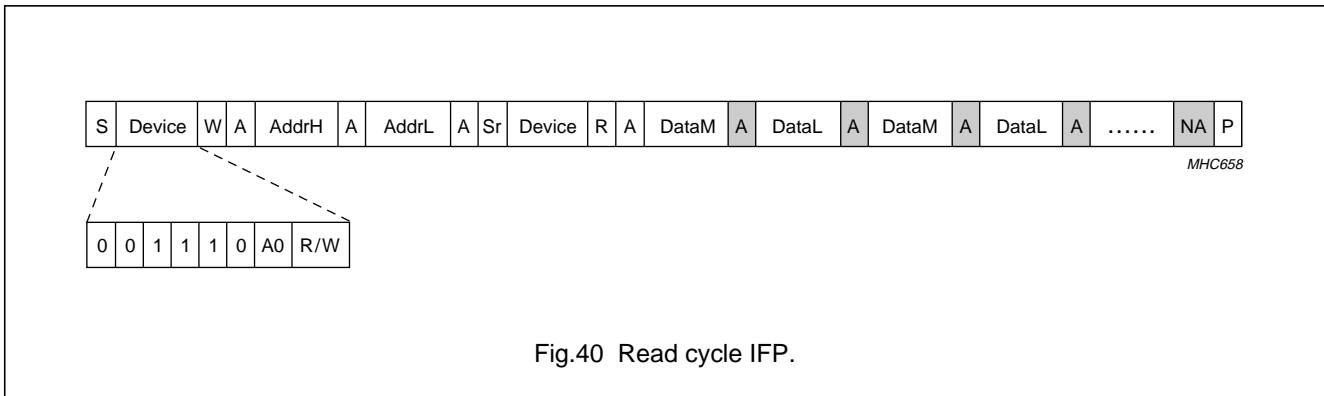 S Device W A AddrH A AddrL A Sr Device R A DataM A DataL A DataM A DataL A ...... NA P
MHC658
0 0 1 1 1 0 A0 R/W
Fig.40 Read cycle IFP.